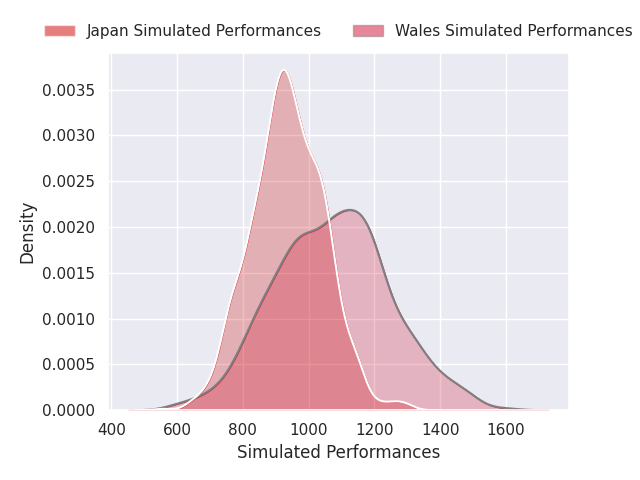 Japan Simulated Performances Wales Simulated Performances
0.0035
0.0030
0.0025
0.0020
0.0015
0.0010
0.0005
0.0000
Density
400 600 800 1000 1200 1400 1600
Simulated Performances